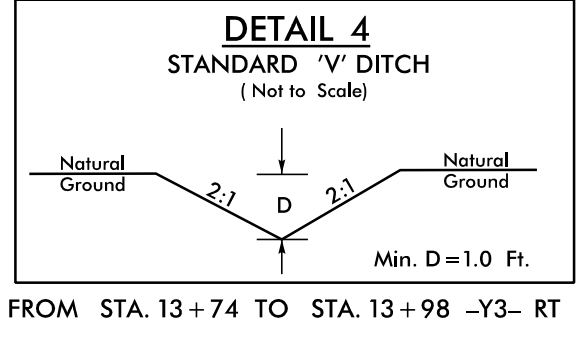 DETAIL 4
STANDARD 'V' DITCH
( Not to Scale)
Natural
Ground
2:1
D
2:1
Natural
Ground
Min. D=1.0 Ft.
FROM STA. 13+74 TO STA. 13+98 -Y3- RT